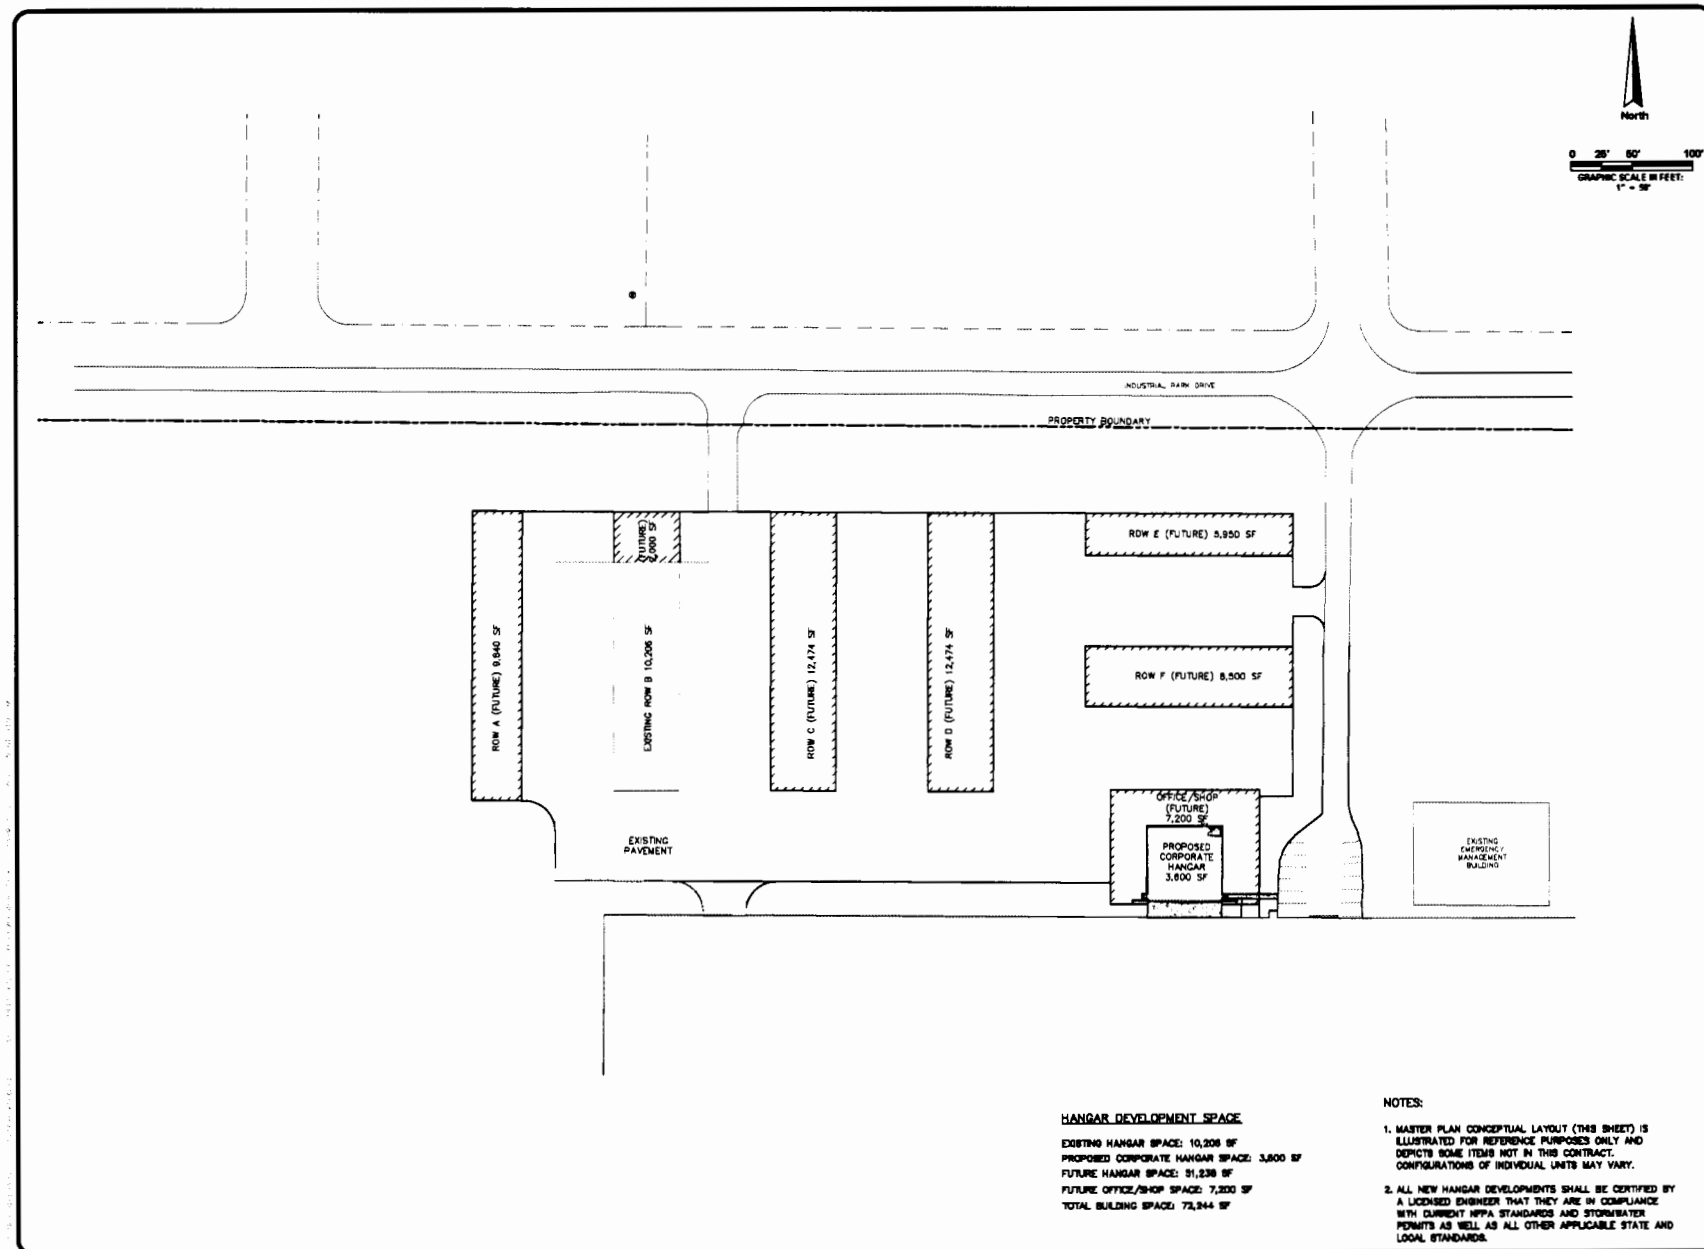 North
0 25' 50' 100'
GRAPHIC SCALE IN FEET:
1" = 50'
INDUSTRIAL PARK DRIVE
PROPERTY BOUNDARY
(FUTURE)
ROW E (FUTURE) 5,950 SF
ROW A (FUTURE) 9,840 SF
EXISTING ROW B 10,206 SF
ROW C (FUTURE) 12,474 SF
ROW D (FUTURE) 12,474 SF
ROW F (FUTURE) 8,500 SF
OFFICE/SHOP
(FUTURE)
7,200 SF
PROPOSED
CORPORATE
HANGAR
3,600 SF
EXISTING
PAVEMENT
EXISTING
EMERGENCY
MANAGEMENT
BUILDING
HANGAR DEVELOPMENT SPACE
EXISTING HANGAR SPACE: 10,206 SF
PROPOSED CORPORATE HANGAR SPACE: 3,600 SF
FUTURE HANGAR SPACE: 51,238 SF
FUTURE OFFICE/SHOP SPACE: 7,200 SF
TOTAL BUILDING SPACE: 72,244 SF
NOTES:
1. MASTER PLAN CONCEPTUAL LAYOUT (THIS SHEET) IS
ILLUSTRATED FOR REFERENCE PURPOSES ONLY AND
DEPICTS SOME ITEMS NOT IN THIS CONTRACT.
CONFIGURATIONS OF INDIVIDUAL UNITS MAY VARY.
2. ALL NEW HANGAR DEVELOPMENTS SHALL BE CERTIFIED BY
A LICENSED ENGINEER THAT THEY ARE IN COMPLIANCE
WITH CURRENT NFPA STANDARDS AND STORMWATER
PERMITS AS WELL AS ALL OTHER APPLICABLE STATE AND
LOCAL STANDARDS.